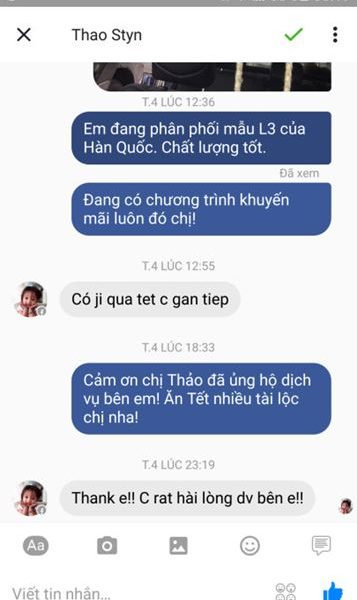 Thao Styn
T.4 LÚC 12:36
Em đang phân phối mẫu L3 của
Hàn Quốc. Chất lượng tốt.
Đã xem
Đang có chương trình khuyến
mãi luôn đó chị!
T.4 LÚC 12:55
Có ji qua tet c gan tiep
T.4 LÚC 18:33
Cảm ơn chị Thảo đã ủng hộ dịch
vụ bên em! Ăn Tết nhiều tài lộc
chị nha!
T.4 LÚC 23:19
Thank e!! C rat hài lòng dv bên e!!
Aa
Viết tin nhắn...